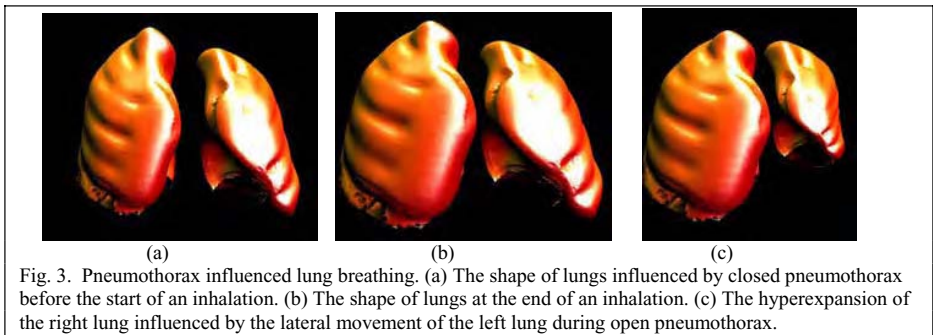 (a) (b) (c)
Fig. 3. Pneumothorax influenced lung breathing. (a) The shape of lungs influenced by closed pneumothorax
before the start of an inhalation. (b) The shape of lungs at the end of an inhalation. (c) The hyperexpansion of
the right lung influenced by the lateral movement of the left lung during open pneumothorax.